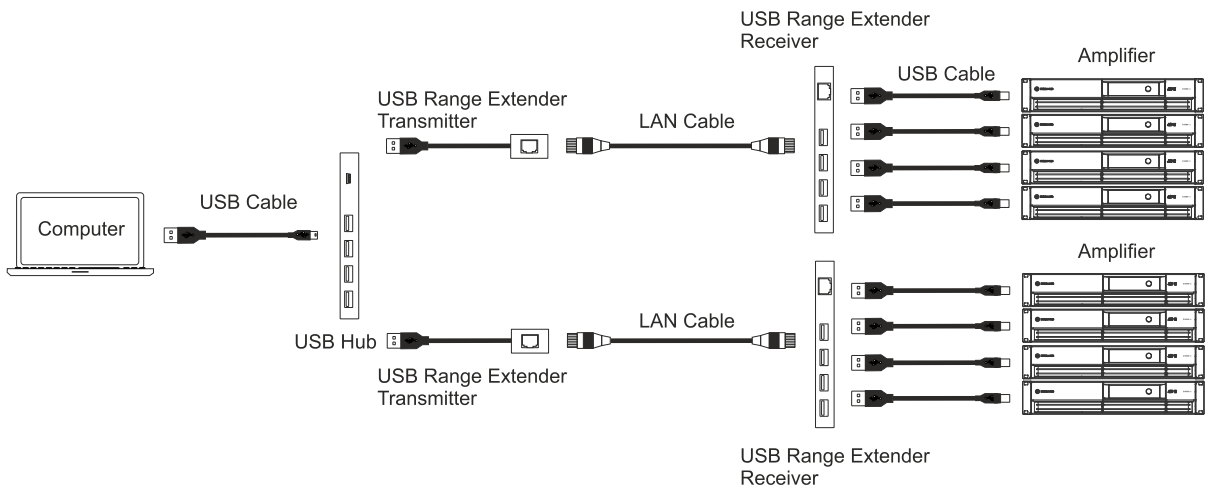 USB Range Extender
Receiver
Amplifier
USB Cable
USB Range Extender
Transmitter
LAN Cable
USB Cable
Computer
Amplifier
LAN Cable
USB Hub
USB Range Extender
Transmitter
USB Range Extender
Receiver